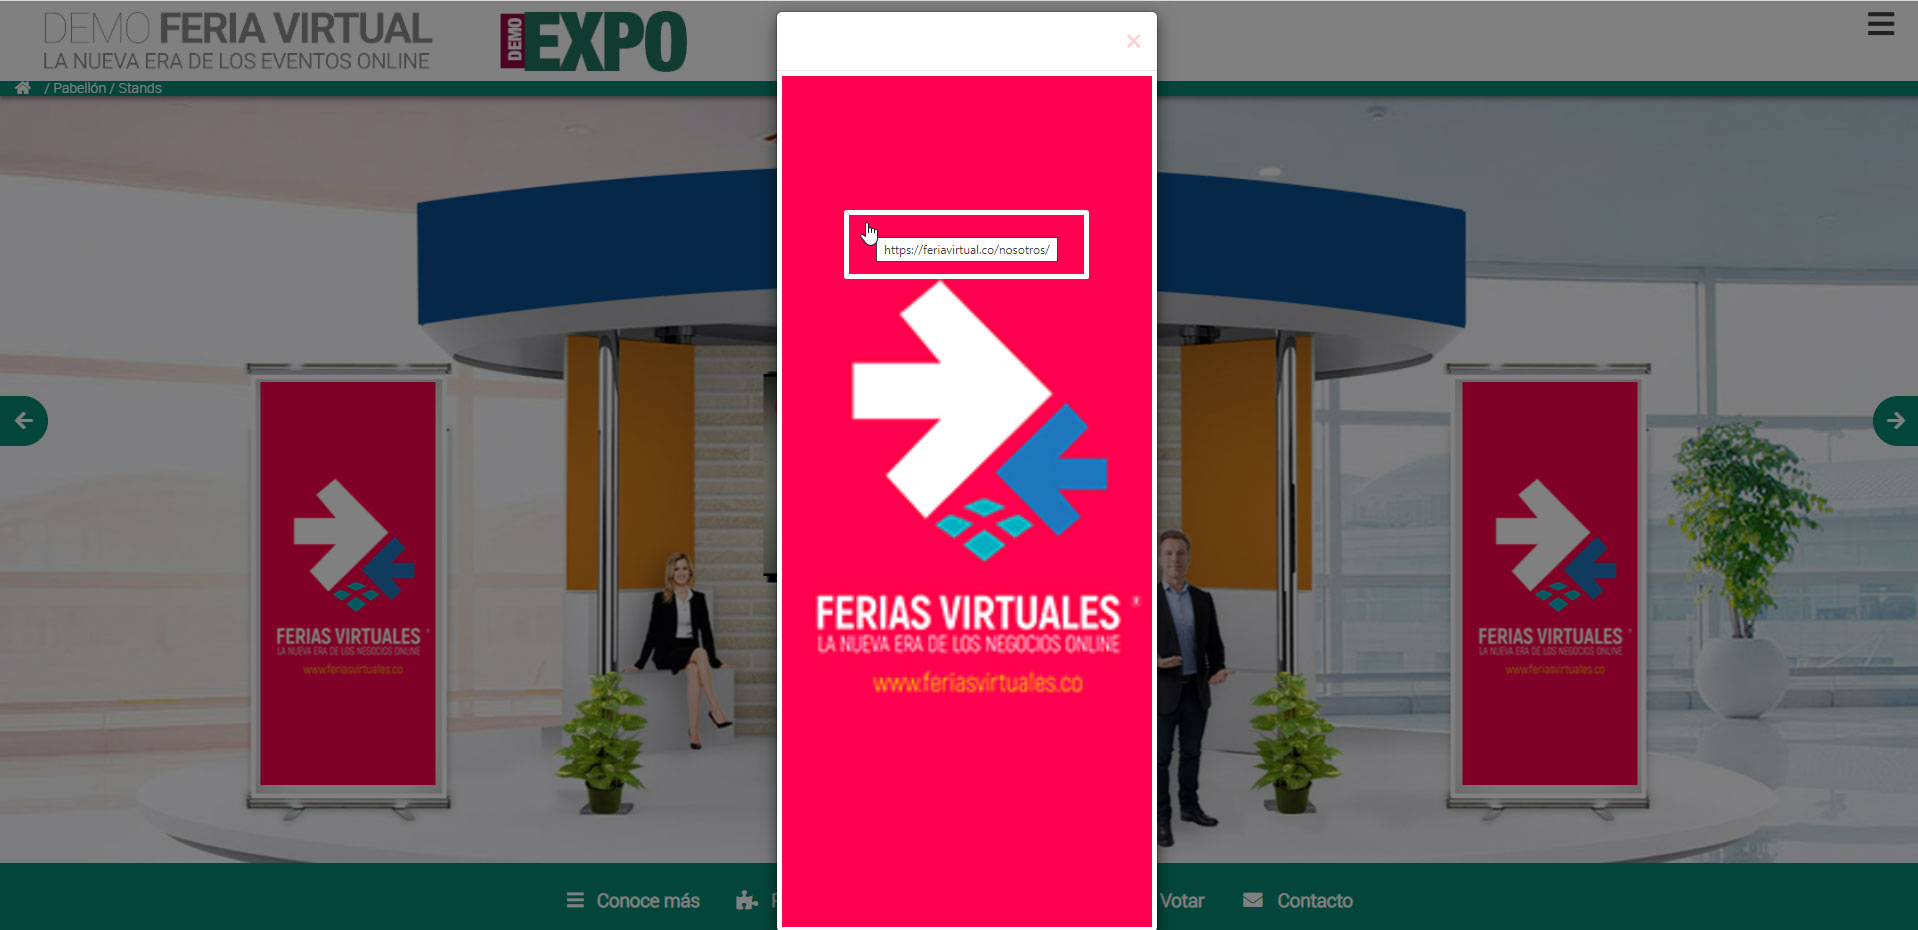 DEMO FERIA VIRTUAL
LA NUEVA ERA DE LOS EVENTOS ONLINE
DEMO EXPO
/ Pabellón / Stands
×
https://feriavirtual.co/nosotros/
FERIAS VIRTUALES
LA NUEVA ERA DE LOS NEGOCIOS ONLINE
www.feriasvirtuales.co
FERIAS VIRTUALES
LA NUEVA ERA DE LOS NEGOCIOS ONLINE
www.feriasvirtuales.co
FERIAS VIRTUALES
LA NUEVA ERA DE LOS NEGOCIOS ONLINE
www.feriasvirtuales.co
Conoce más
Votar
Contacto